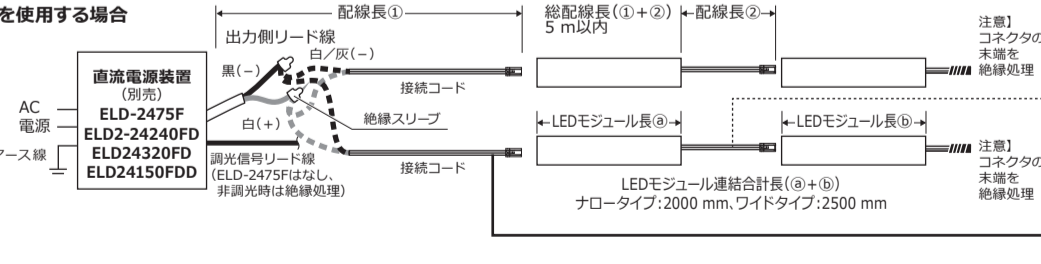 を使用する場合
配線長①
総配線長(①+②)
5 m以内
配線長②
注意】
コネクタの
末端を
絶縁処理
出力側リード線
白/灰(−)
黒(−)
接続コード
直流電源装置
(別売)
ELD-2475F
ELD2-24240FD
ELD24320FD
ELD24150FDD
AC
電源
アース線
白(+)
絶縁スリーブ
LEDモジュール長ⓐ
LEDモジュール長ⓑ
調光信号リード線
(ELD-2475Fはなし、
非調光時は絶縁処理)
接続コード
注意】
コネクタの
末端を
絶縁処理
LEDモジュール連結合計長(ⓐ+ⓑ)
ナロータイプ:2000 mm、ワイドタイプ:2500 mm